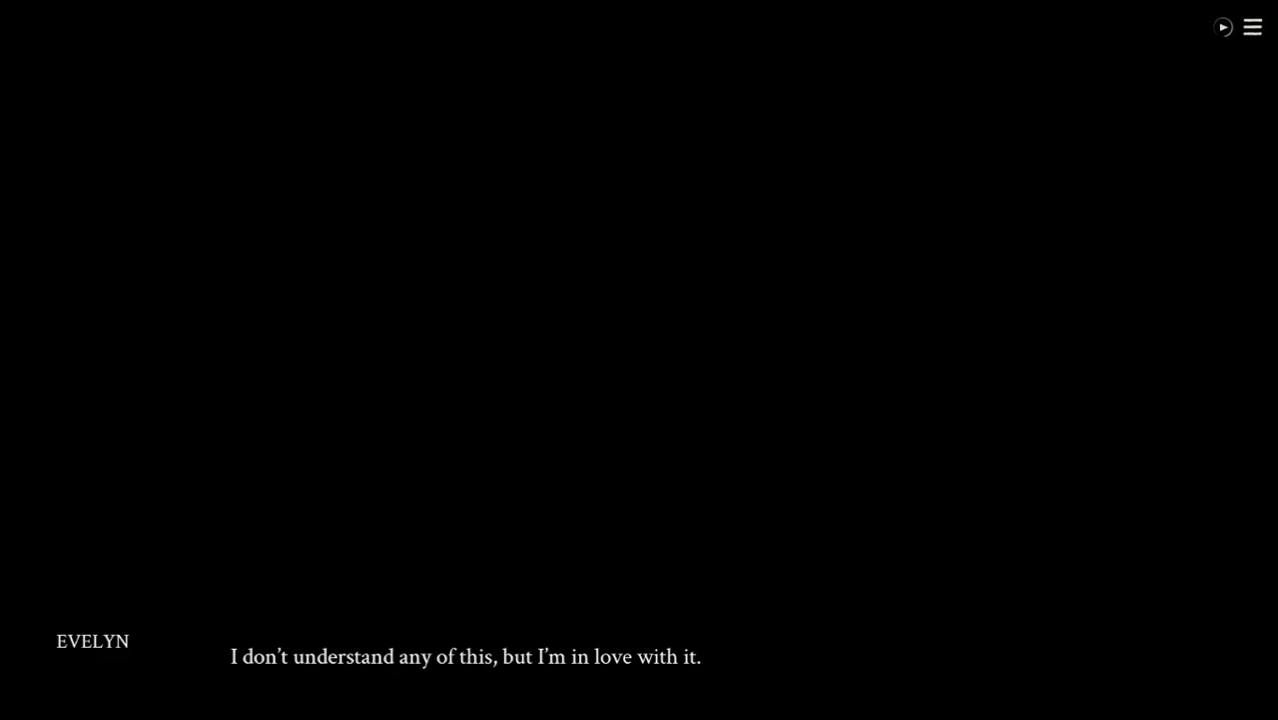 EVELYN
I don’t understand any of this, but I’m in love with it.